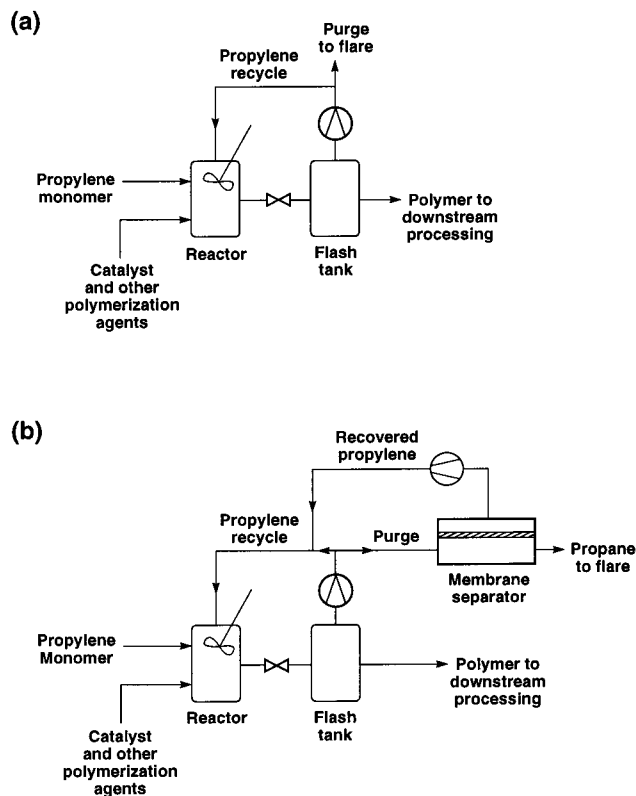 (a)
Purge
to flare
Propylene
recycle
Propylene
monomer
Reactor
Flash
tank
Polymer to
downstream
processing
Catalyst
and other
polymerization
agents
(b)
Recovered
propylene
Propylene
recycle
Purge
Propane
to flare
Membrane
separator
Propylene
Monomer
Reactor
Flash
tank
Polymer to
downstream
processing
Catalyst
and other
polymerization
agents